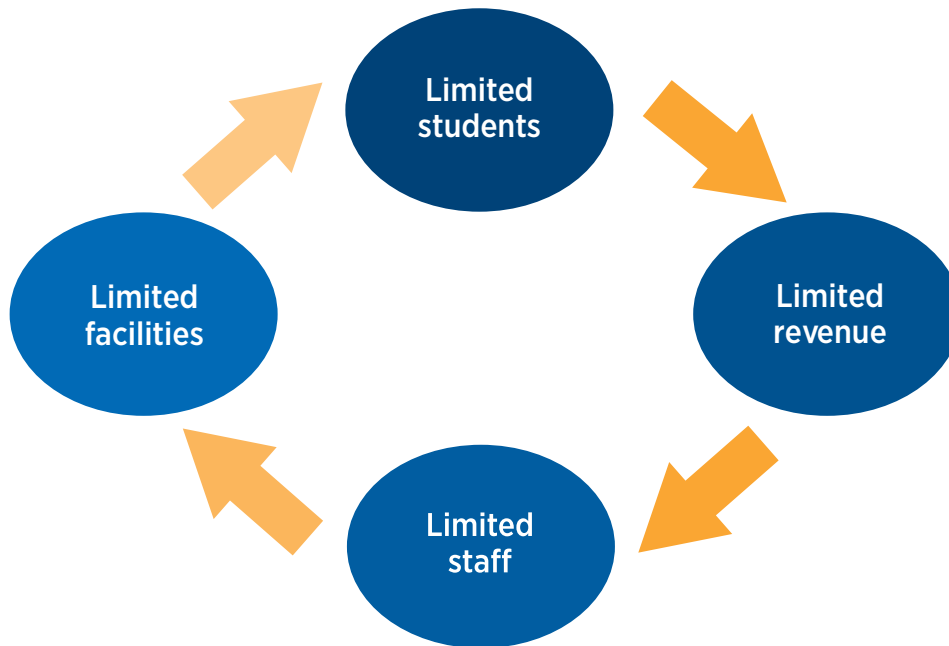 Limited
students
Limited
revenue
Limited
staff
Limited
facilities